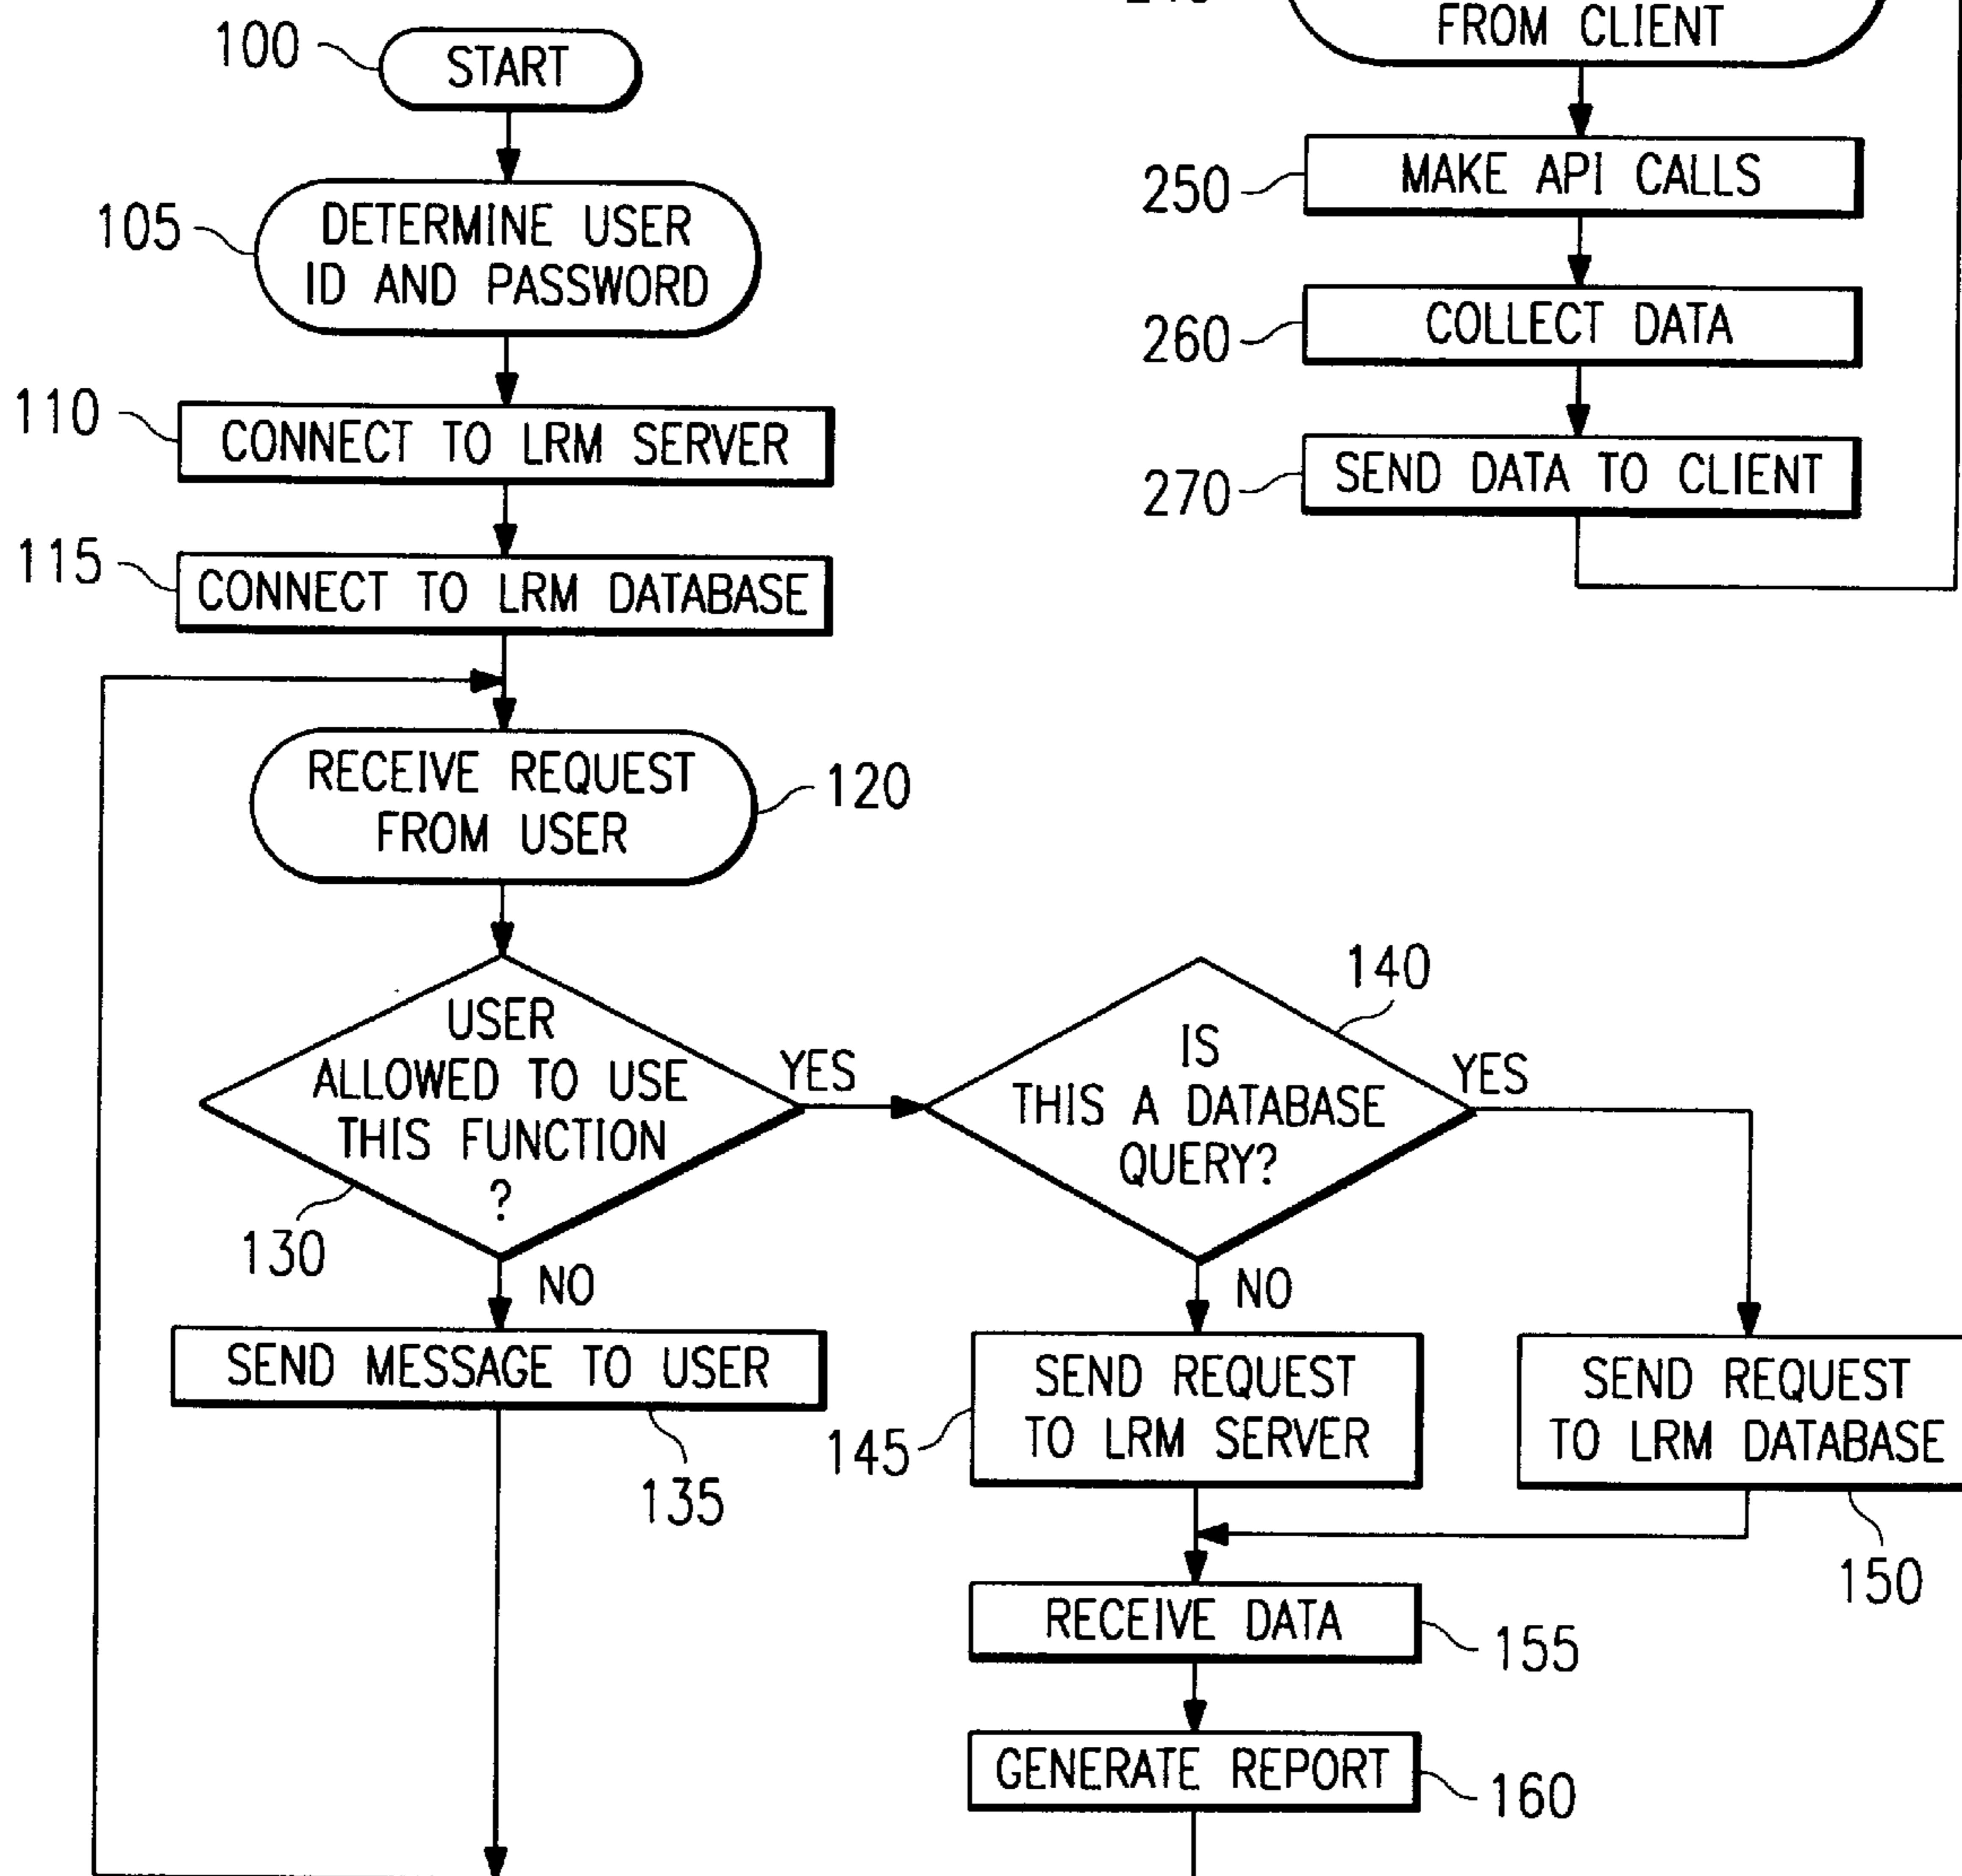 100
START
105
DETERMINE USER
ID AND PASSWORD
110
CONNECT TO LRM SERVER
115
CONNECT TO LRM DATABASE
RECEIVE REQUEST
FROM USER
120
USER
ALLOWED TO USE
THIS FUNCTION
?
130
YES
NO
SEND MESSAGE TO USER
135
140
IS
THIS A DATABASE
QUERY?
YES
NO
SEND REQUEST
TO LRM SERVER
145
SEND REQUEST
TO LRM DATABASE
150
RECEIVE DATA
155
GENERATE REPORT
160
FROM CLIENT
MAKE API CALLS
250
COLLECT DATA
260
SEND DATA TO CLIENT
270